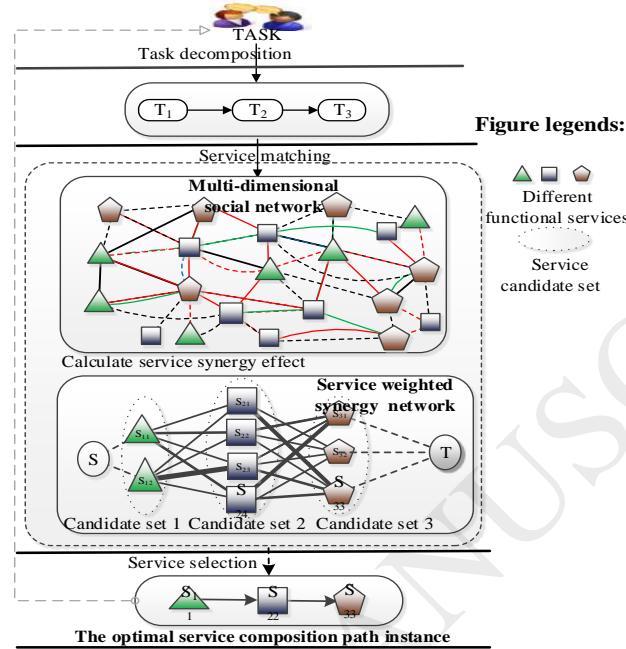 TASK
Task decomposition
T1
T2
T3
Figure legends:
Service matching
Multi-dimensional
social network
Different
functional services
Service
candidate set
Calculate service synergy effect
Service weighted
synergy network
S
S11
S12
S21
S22
S23
S
24
S31
S32
S
33
T
Candidate set 1
Candidate set 2
Candidate set 3
Service selection
S1
1
S
22
S
33
The optimal service composition path instance
ANUSC